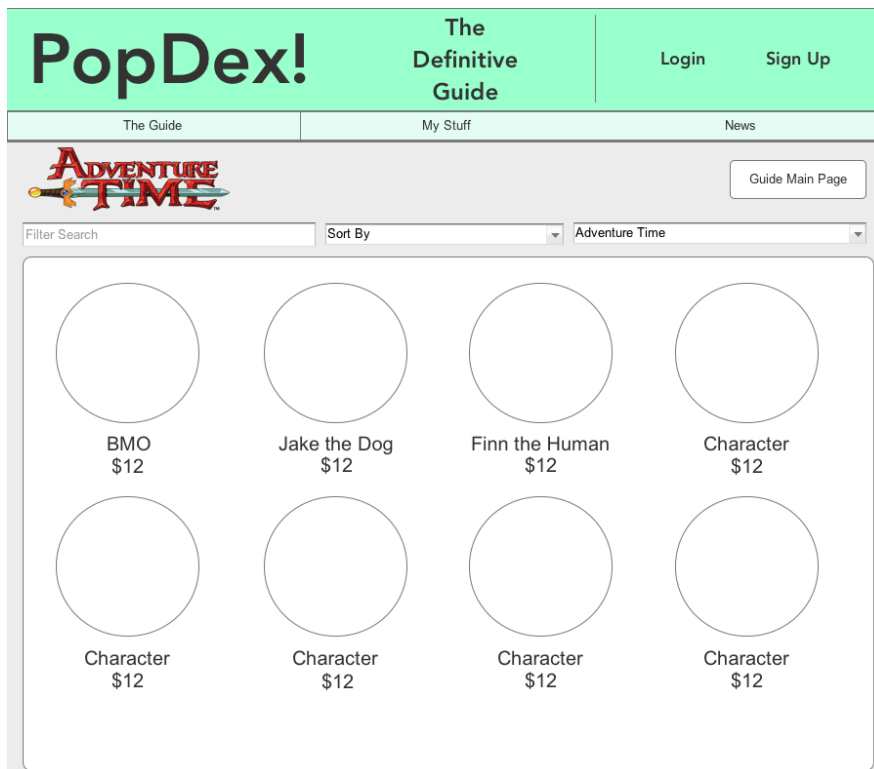 PopDex!
The
Definitive
Guide
Login
Sign Up
The Guide
My Stuff
News
ADVENTURE
TIME
TM
Guide Main Page
Filter Search
Sort By
Adventure Time
BMO
$12
Jake the Dog
$12
Finn the Human
$12
Character
$12
Character
$12
Character
$12
Character
$12
Character
$12